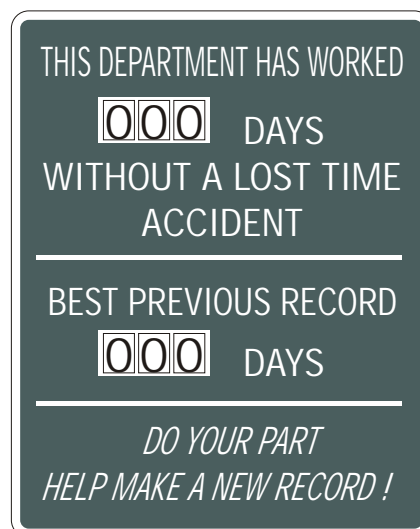 THIS DEPARTMENT HAS WORKED
000 DAYS
WITHOUT A LOST TIME
ACCIDENT
BEST PREVIOUS RECORD
000 DAYS
DO YOUR PART
HELP MAKE A NEW RECORD !